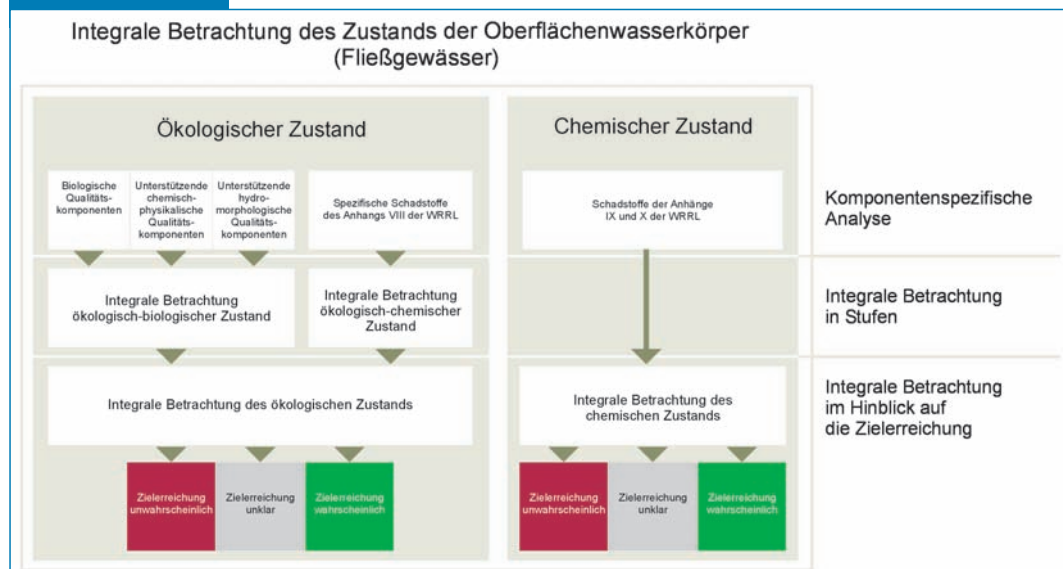 Integrale Betrachtung des Zustands der Oberflächenwasserkörper
(Fließgewässer)
Ökologischer Zustand
Chemischer Zustand
Biologische
Qualitäts-
komponenten
Unterstützende
chemisch-
physikalische
Qualitäts-
komponenten
Unterstützende
hydro-
morphologische
Qualitäts-
komponenten
Spezifische Schadstoffe
des Anhangs VIII der WRRL
Schadstoffe der Anhänge
IX und X der WRRL
Komponentenspezifische
Analyse
Integrale Betrachtung
ökologisch-biologischer Zustand
Integrale Betrachtung
ökologisch-chemischer
Zustand
Integrale Betrachtung
in Stufen
Integrale Betrachtung des ökologischen Zustands
Integrale Betrachtung des
chemischen Zustands
Integrale Betrachtung
im Hinblick auf
die Zielerreichung
Zielerreichung
unwahrscheinlich
Zielerreichung
unklar
Zielerreichung
wahrscheinlich
Zielerreichung
unwahrscheinlich
Zielerreichung
unklar
Zielerreichung
wahrscheinlich